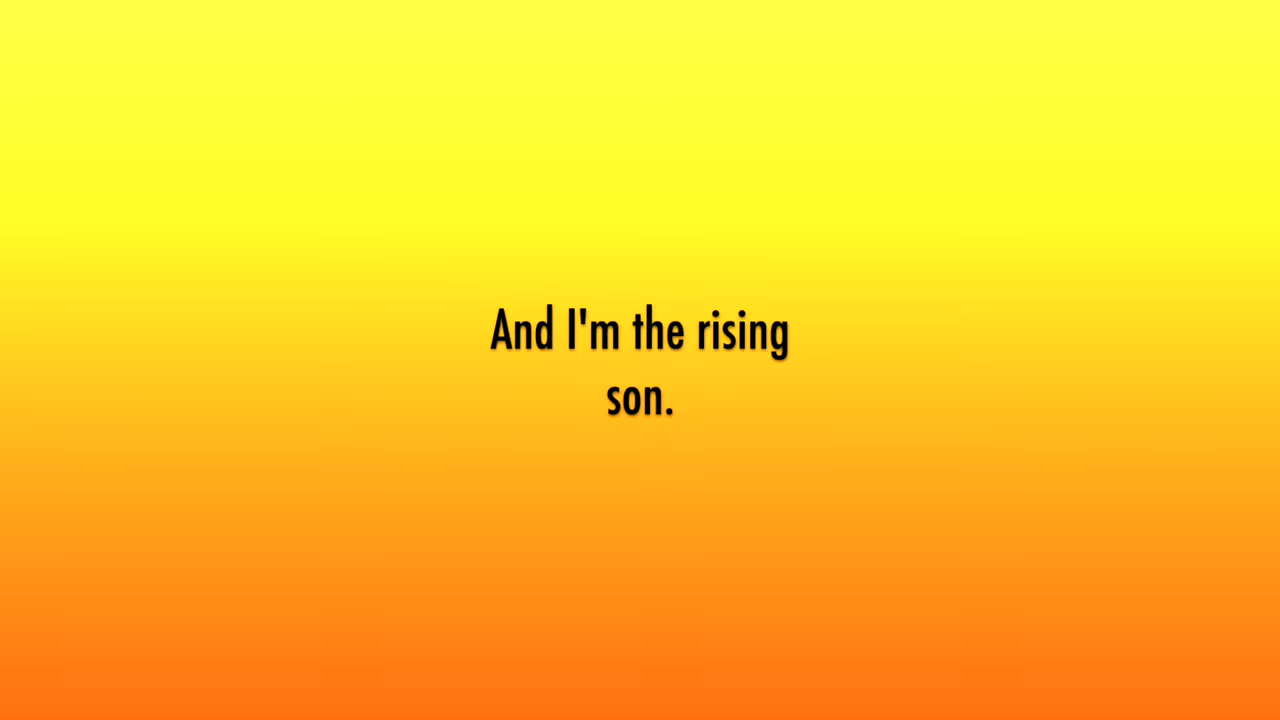 And I'm the rising
son.